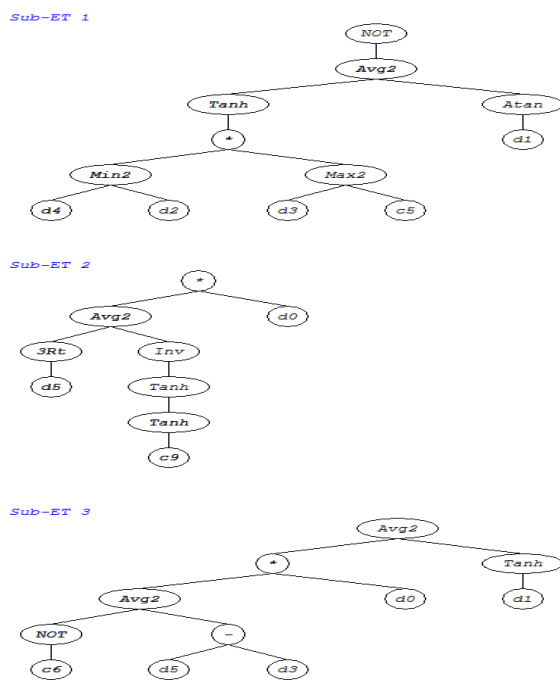 Sub-ET 1
NOT
Avg2
Tanh Atan
* d1
Min2 Max2
d4 d2 d3 c5
Sub-ET 2
*
Avg2 d0
3Rt Inv
d5 Tanh
Tanh
c9
Sub-ET 3
Avg2
* Tanh
Avg2 d0 d1
NOT -
c6 d5 d3